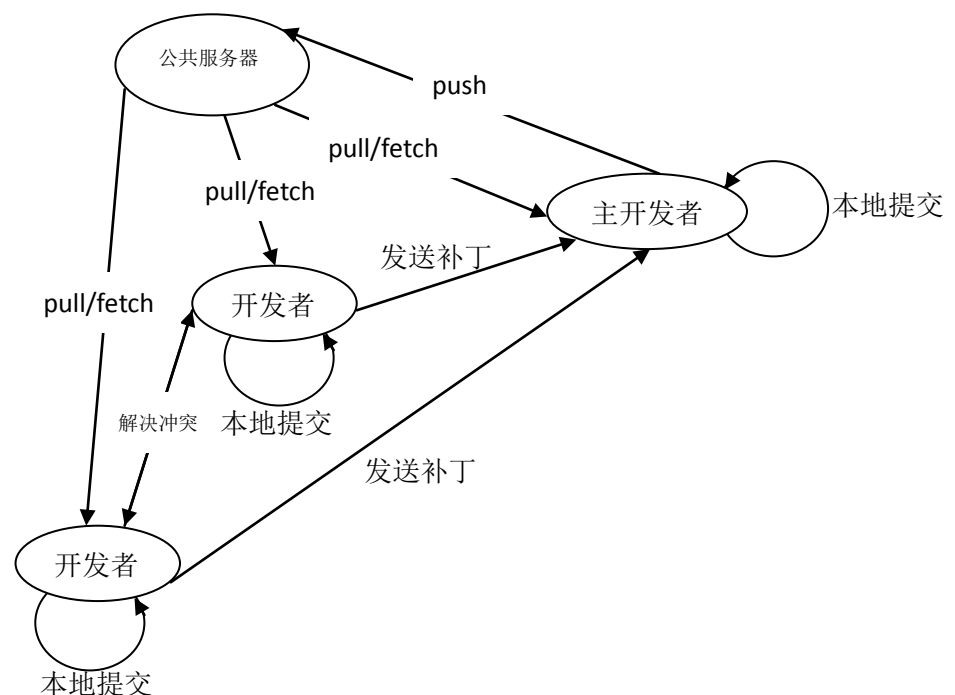 公共服务器
push
pull/fetch
pull/fetch
主开发者
本地提交
发送补丁
pull/fetch
开发者
解决冲突
本地提交
发送补丁
开发者
本地提交